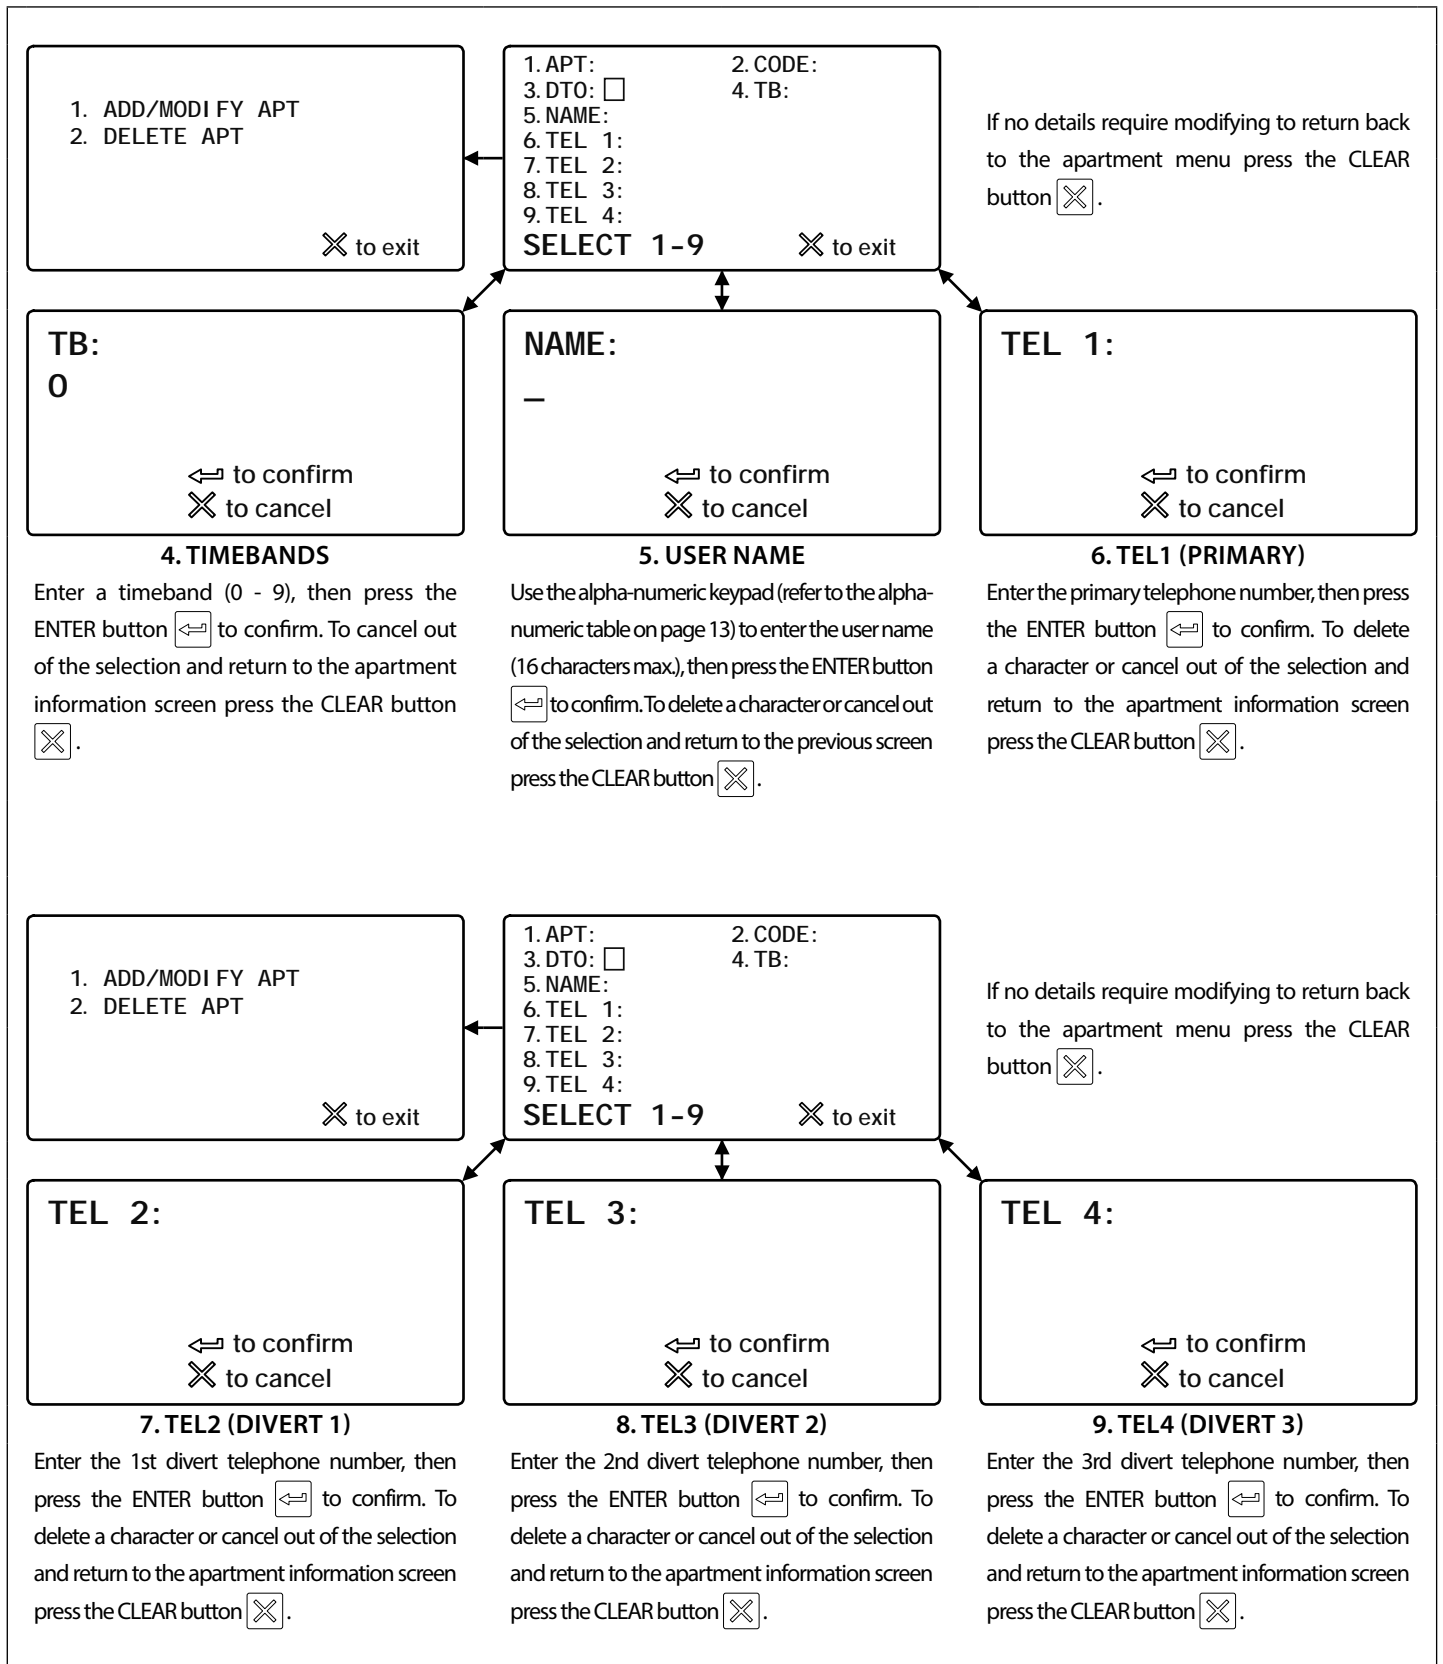 1. ADD/MODIFY APT
2. DELETE APT
to exit
1. APT: 2. CODE:
3. DTO: 4. TB:
5. NAME:
6. TEL 1:
7. TEL 2:
8. TEL 3:
9. TEL 4:
SELECT 1-9 to exit
If no details require modifying to return back
to the apartment menu press the CLEAR
button .
TB:
0
to confirm
to cancel
NAME:
_
to confirm
to cancel
TEL 1:
to confirm
to cancel
4. TIMEBANDS
Enter a timeband (0 - 9), then press the
ENTER button to confirm. To cancel out
of the selection and return to the apartment
information screen press the CLEAR button
.
5. USER NAME
Use the alpha-numeric keypad (refer to the alpha-
numeric table on page 13) to enter the user name
(16 characters max.), then press the ENTER button
to confirm. To delete a character or cancel out
of the selection and return to the previous screen
press the CLEAR button .
6. TEL1 (PRIMARY)
Enter the primary telephone number, then press
the ENTER button to confirm. To delete
a character or cancel out of the selection and
return to the apartment information screen
press the CLEAR button .
1. ADD/MODIFY APT
2. DELETE APT
to exit
1. APT: 2. CODE:
3. DTO: 4. TB:
5. NAME:
6. TEL 1:
7. TEL 2:
8. TEL 3:
9. TEL 4:
SELECT 1-9 to exit
If no details require modifying to return back
to the apartment menu press the CLEAR
button .
TEL 2:
to confirm
to cancel
TEL 3:
to confirm
to cancel
TEL 4:
to confirm
to cancel
7. TEL2 (DIVERT 1)
Enter the 1st divert telephone number, then
press the ENTER button to confirm. To
delete a character or cancel out of the selection
and return to the apartment information screen
press the CLEAR button .
8. TEL3 (DIVERT 2)
Enter the 2nd divert telephone number, then
press the ENTER button to confirm. To
delete a character or cancel out of the selection
and return to the apartment information screen
press the CLEAR button .
9. TEL4 (DIVERT 3)
Enter the 3rd divert telephone number, then
press the ENTER button to confirm. To
delete a character or cancel out of the selection
and return to the apartment information screen
press the CLEAR button .